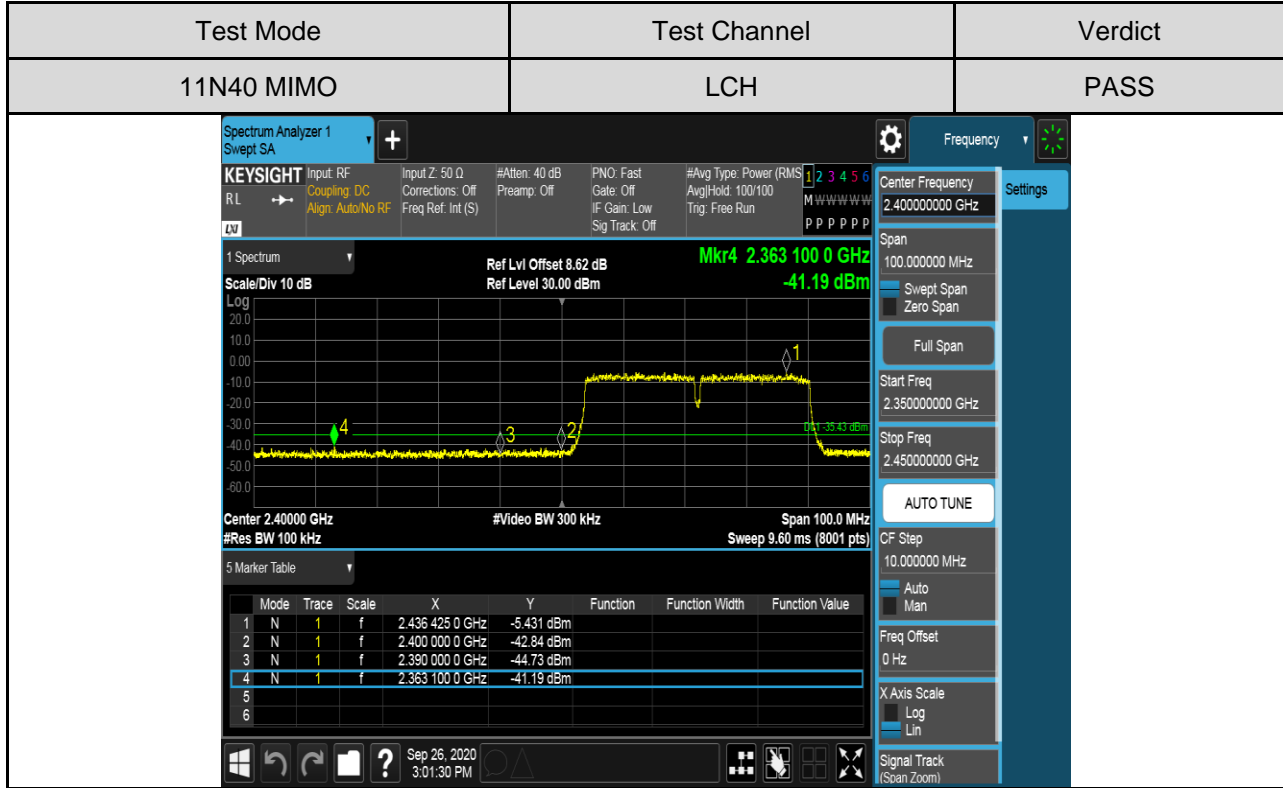 Test Mode Test Channel Verdict
11N40 MIMO LCH PASS
Spectrum Analyzer 1
Swept SA
+
Frequency
KEYSIGHT
RL
LXI
Input: RF
Coupling: DC
Align: Auto/No RF
Input Z: 50 Ω
Corrections: Off
Freq Ref: Int (S)
#Atten: 40 dB
Preamp: Off
PNO: Fast
Gate: Off
IF Gain: Low
Sig Track: Off
#Avg Type: Power (RMS
Avg|Hold: 100/100
Trig: Free Run
1 2 3 4 5 6
M W W W W W
P P P P P P
Center Frequency
2.400000000 GHz
Settings
1 Spectrum
Scale/Div 10 dB
Ref Lvl Offset 8.62 dB
Ref Level 30.00 dBm
Mkr4 2.363 100 0 GHz
-41.19 dBm
Log
20.0
10.0
0.00
-10.0
-20.0
-30.0
-40.0
-50.0
-60.0
1
2
3
4
DL1 -35.43 dBm
Center 2.40000 GHz
#Res BW 100 kHz
#Video BW 300 kHz
Span 100.0 MHz
Sweep 9.60 ms (8001 pts)
Span
100.000000 MHz
Swept Span
Zero Span
Full Span
Start Freq
2.350000000 GHz
Stop Freq
2.450000000 GHz
AUTO TUNE
CF Step
10.000000 MHz
Auto
Man
Freq Offset
0 Hz
X Axis Scale
Log
Lin
Signal Track
(Span Zoom)
5 Marker Table
Mode Trace Scale X Y Function Function Width Function Value
1 N 1 f 2.436 425 0 GHz -5.431 dBm
2 N 1 f 2.400 000 0 GHz -42.84 dBm
3 N 1 f 2.390 000 0 GHz -44.73 dBm
4 N 1 f 2.363 100 0 GHz -41.19 dBm
5
6
?
Sep 26, 2020
3:01:30 PM